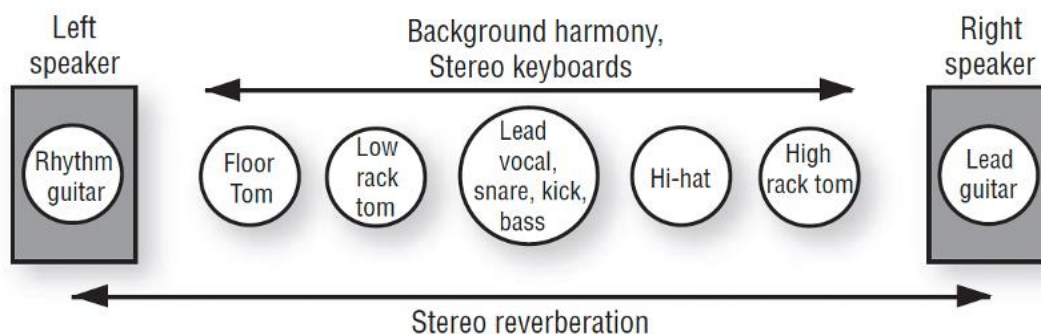 Left
speaker
Background harmony,
Stereo keyboards
Right
speaker
Rhythm
guitar
Floor
Tom
Low
rack
tom
Lead
vocal,
snare, kick,
bass
Hi-hat
High
rack tom
Lead
guitar
Stereo reverberation